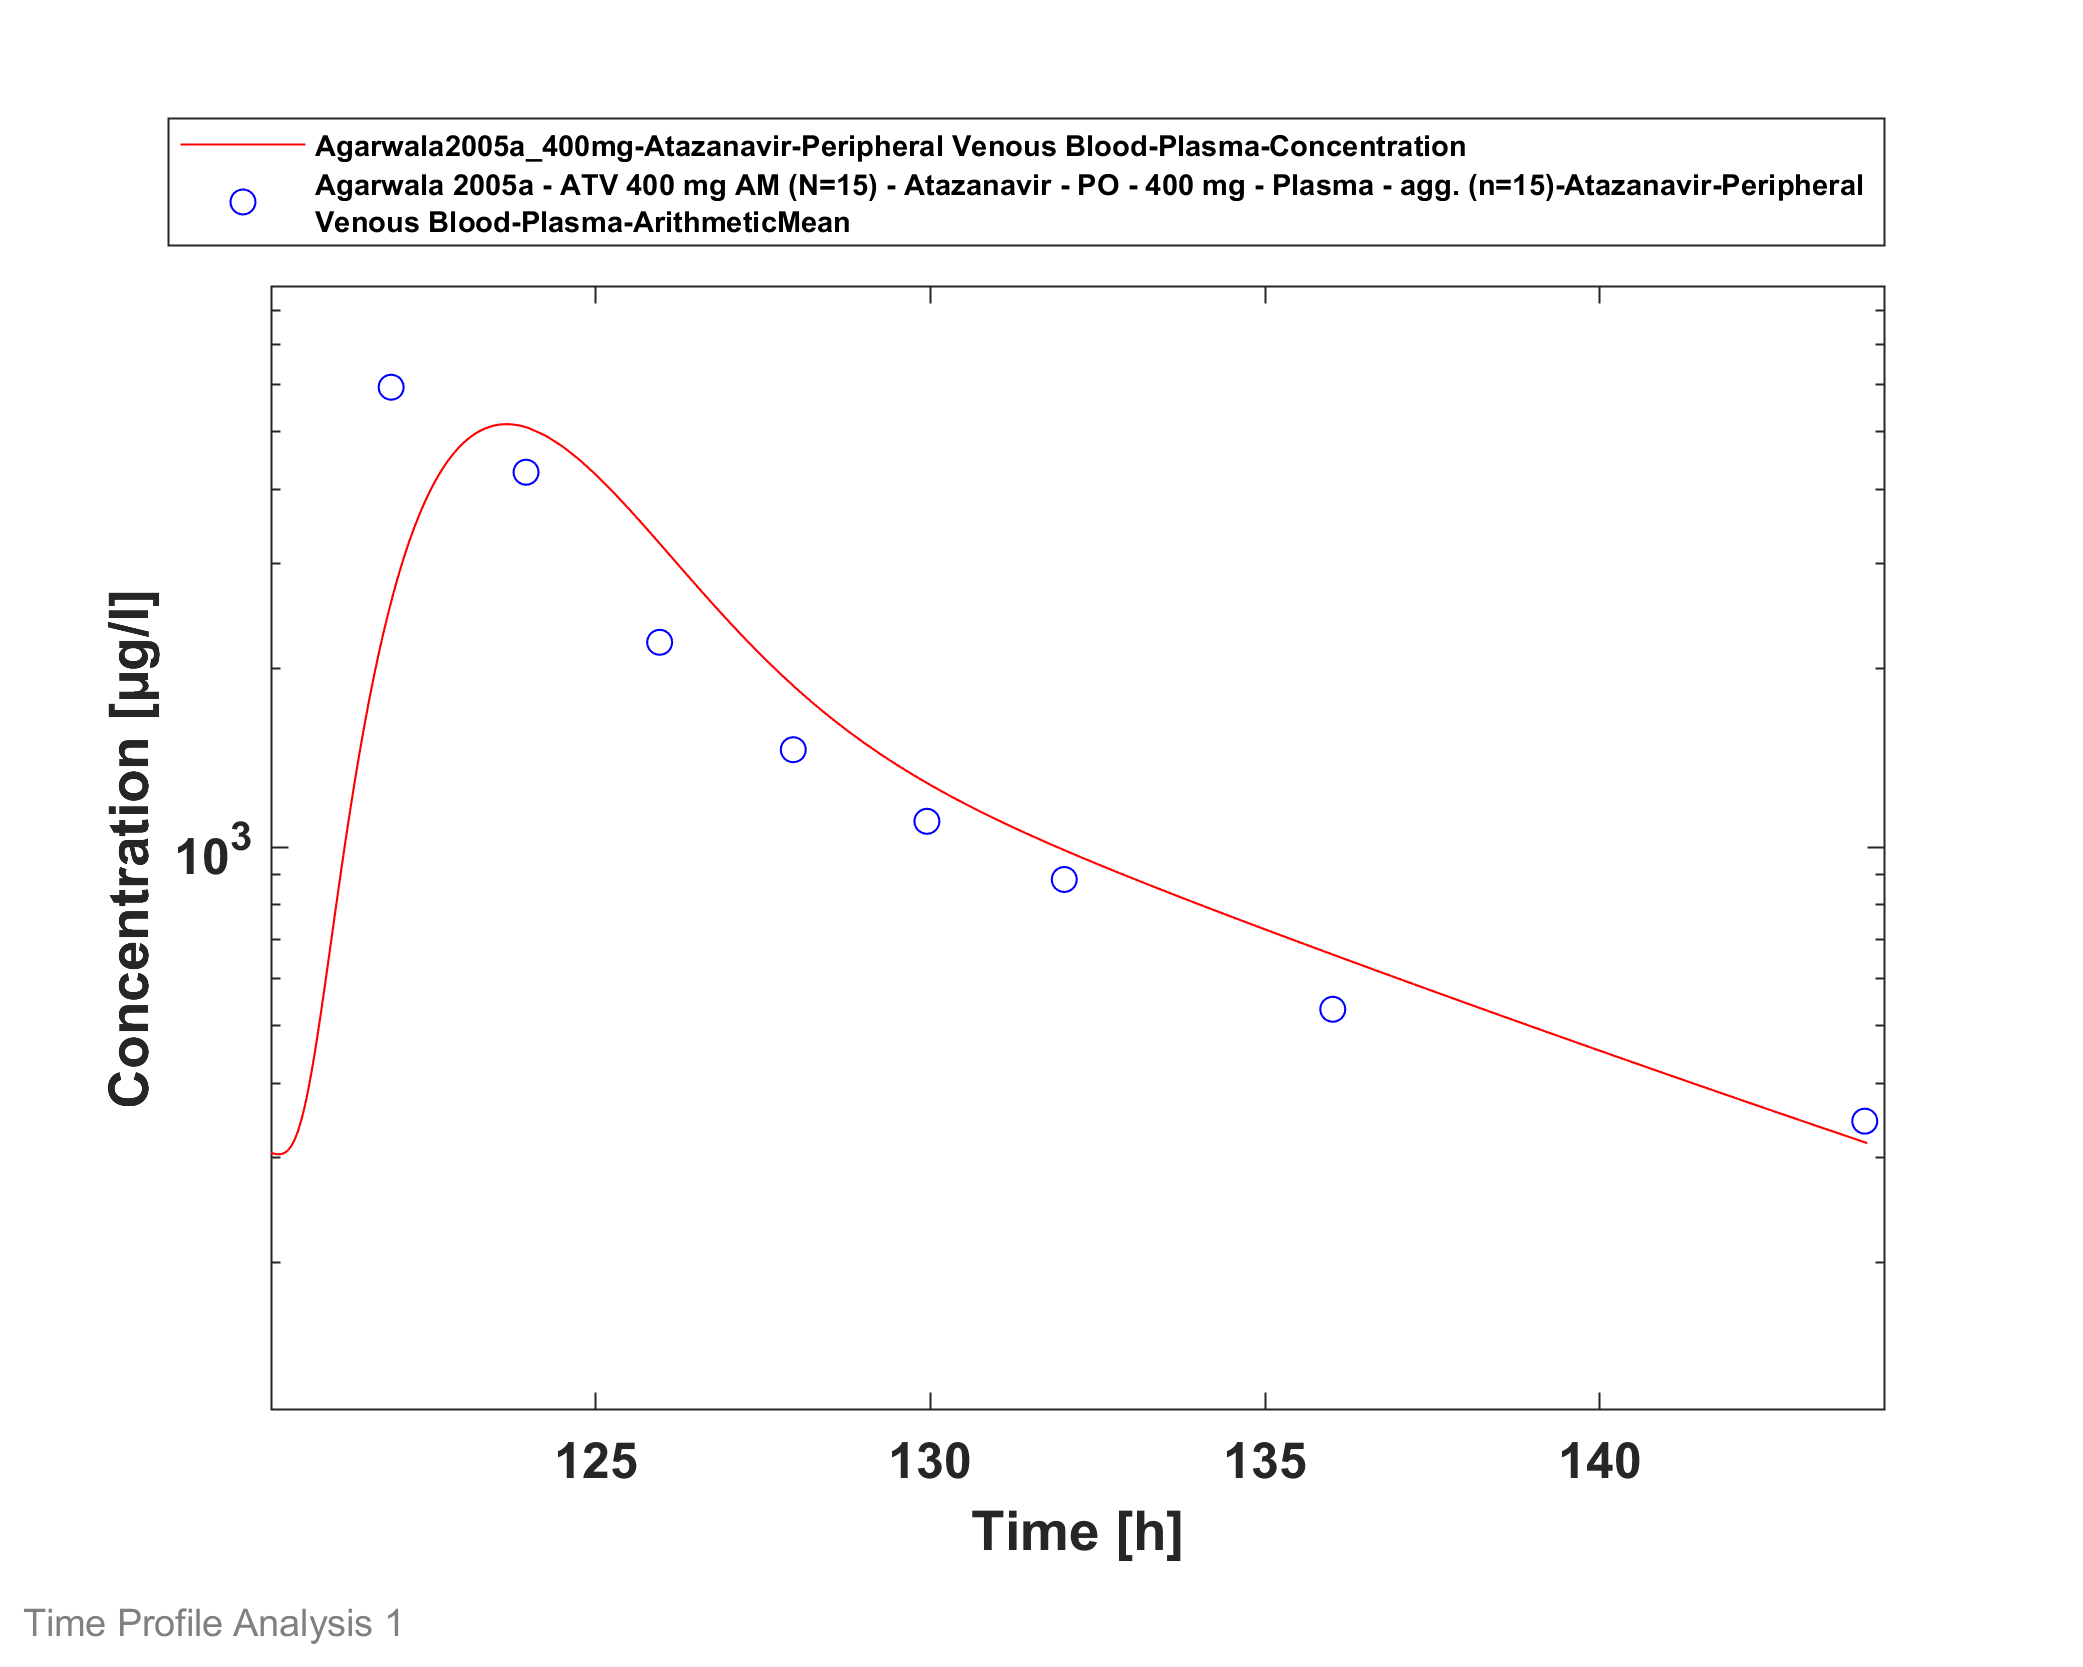 Agarwala2005a_400mg-Atazanavir-Peripheral Venous Blood-Plasma-Concentration
Agarwala 2005a - ATV 400 mg AM (N=15) - Atazanavir - PO - 400 mg - Plasma - agg. (n=15)-Atazanavir-Peripheral
Venous Blood-Plasma-ArithmeticMean
Concentration [µg/l]
10³
125 130 135 140
Time [h]
Time Profile Analysis 1